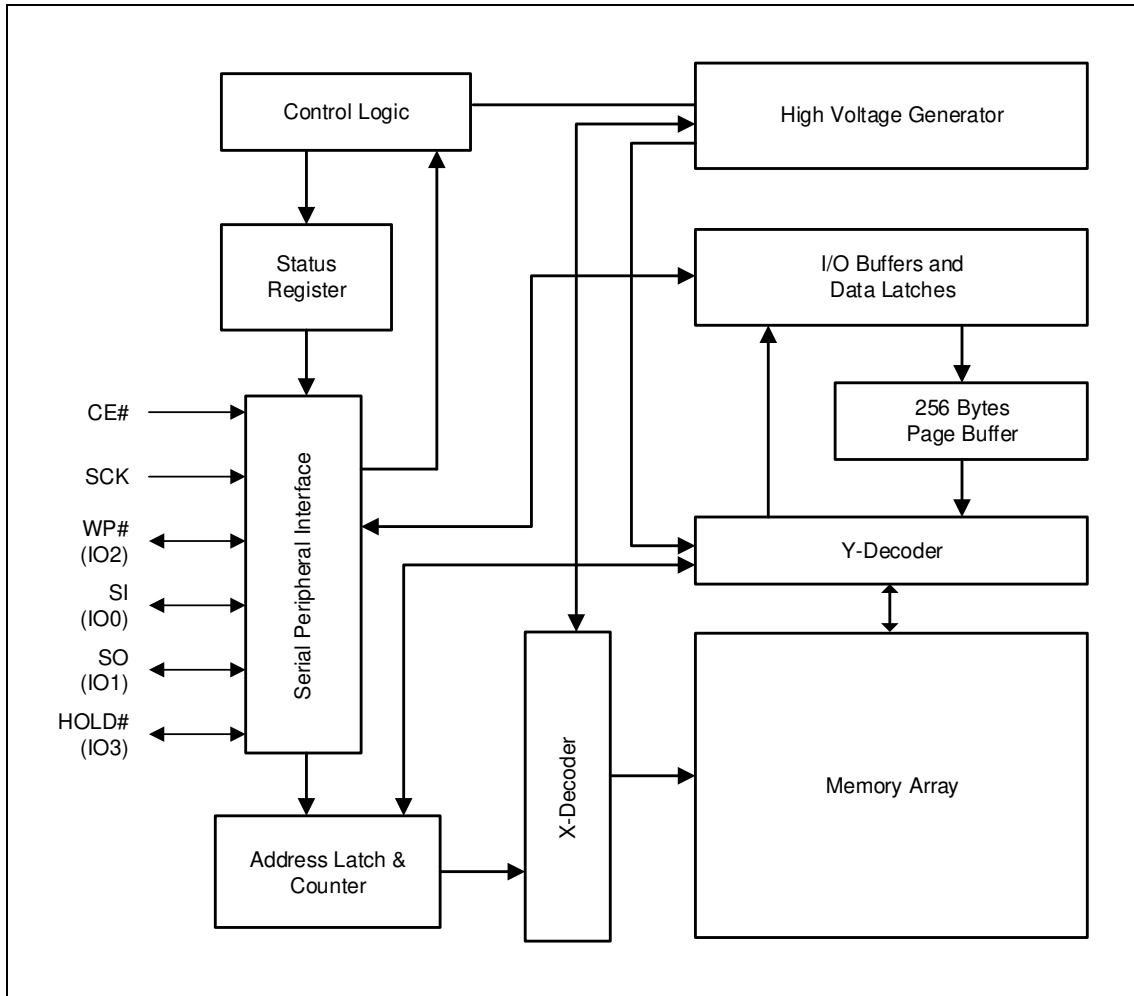 Control Logic
High Voltage Generator
Status
Register
I/O Buffers and
Data Latches
256 Bytes
Page Buffer
CE#
SCK
WP#
(IO2)
SI
(IO0)
SO
(IO1)
HOLD#
(IO3)
Serial Peripheral Interface
Y-Decoder
X-Decoder
Memory Array
Address Latch &
Counter